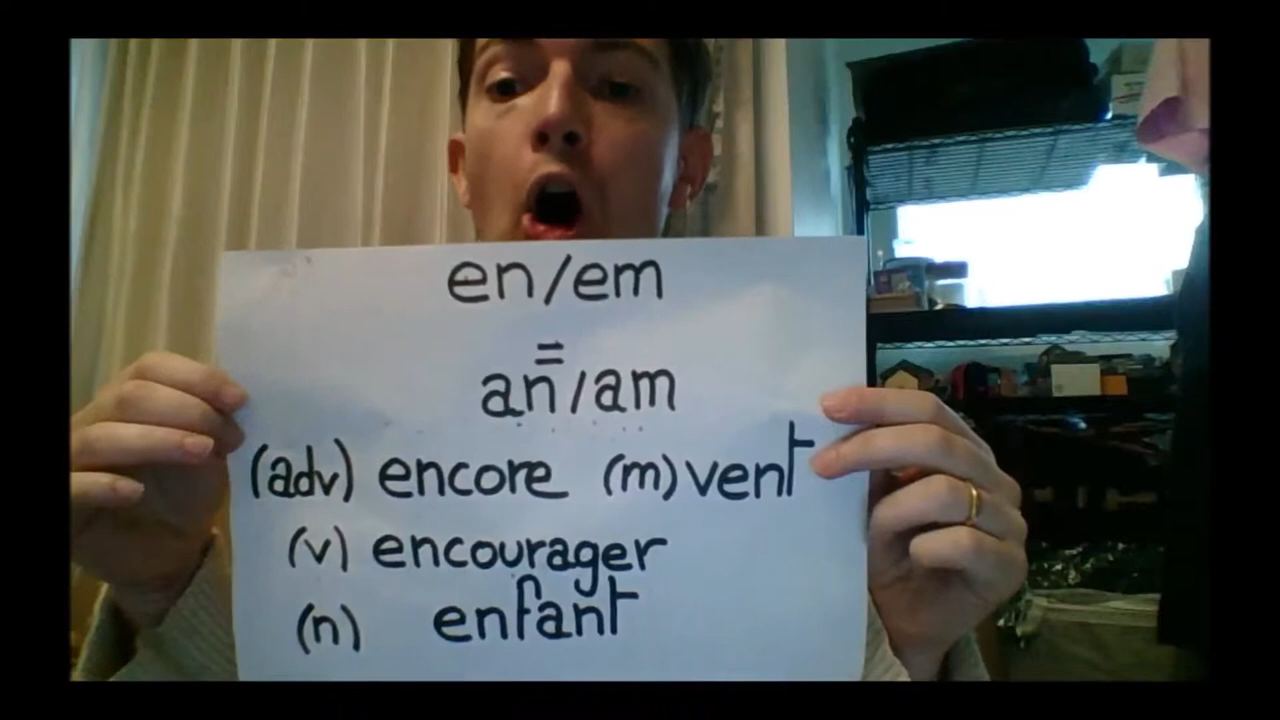 en/em
=
an/am
(adv) encore (m) vent
(v) encourager
(n) enfant